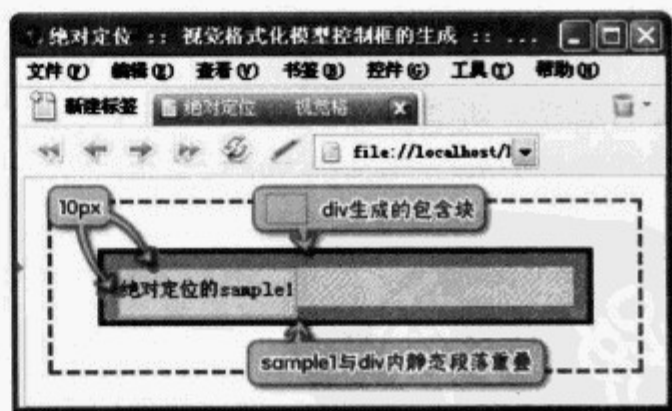 绝对定位 :: 视觉格式化模型控制框的生成 :: ...
文件(F) 编辑(E) 查看(V) 书签(B) 控件(G) 工具(T) 帮助(H)
新建标签 绝对定位 视觉格
file://localhost/
10px
div生成的包含块
绝对定位的sample1
sample1与div内静态段落重叠